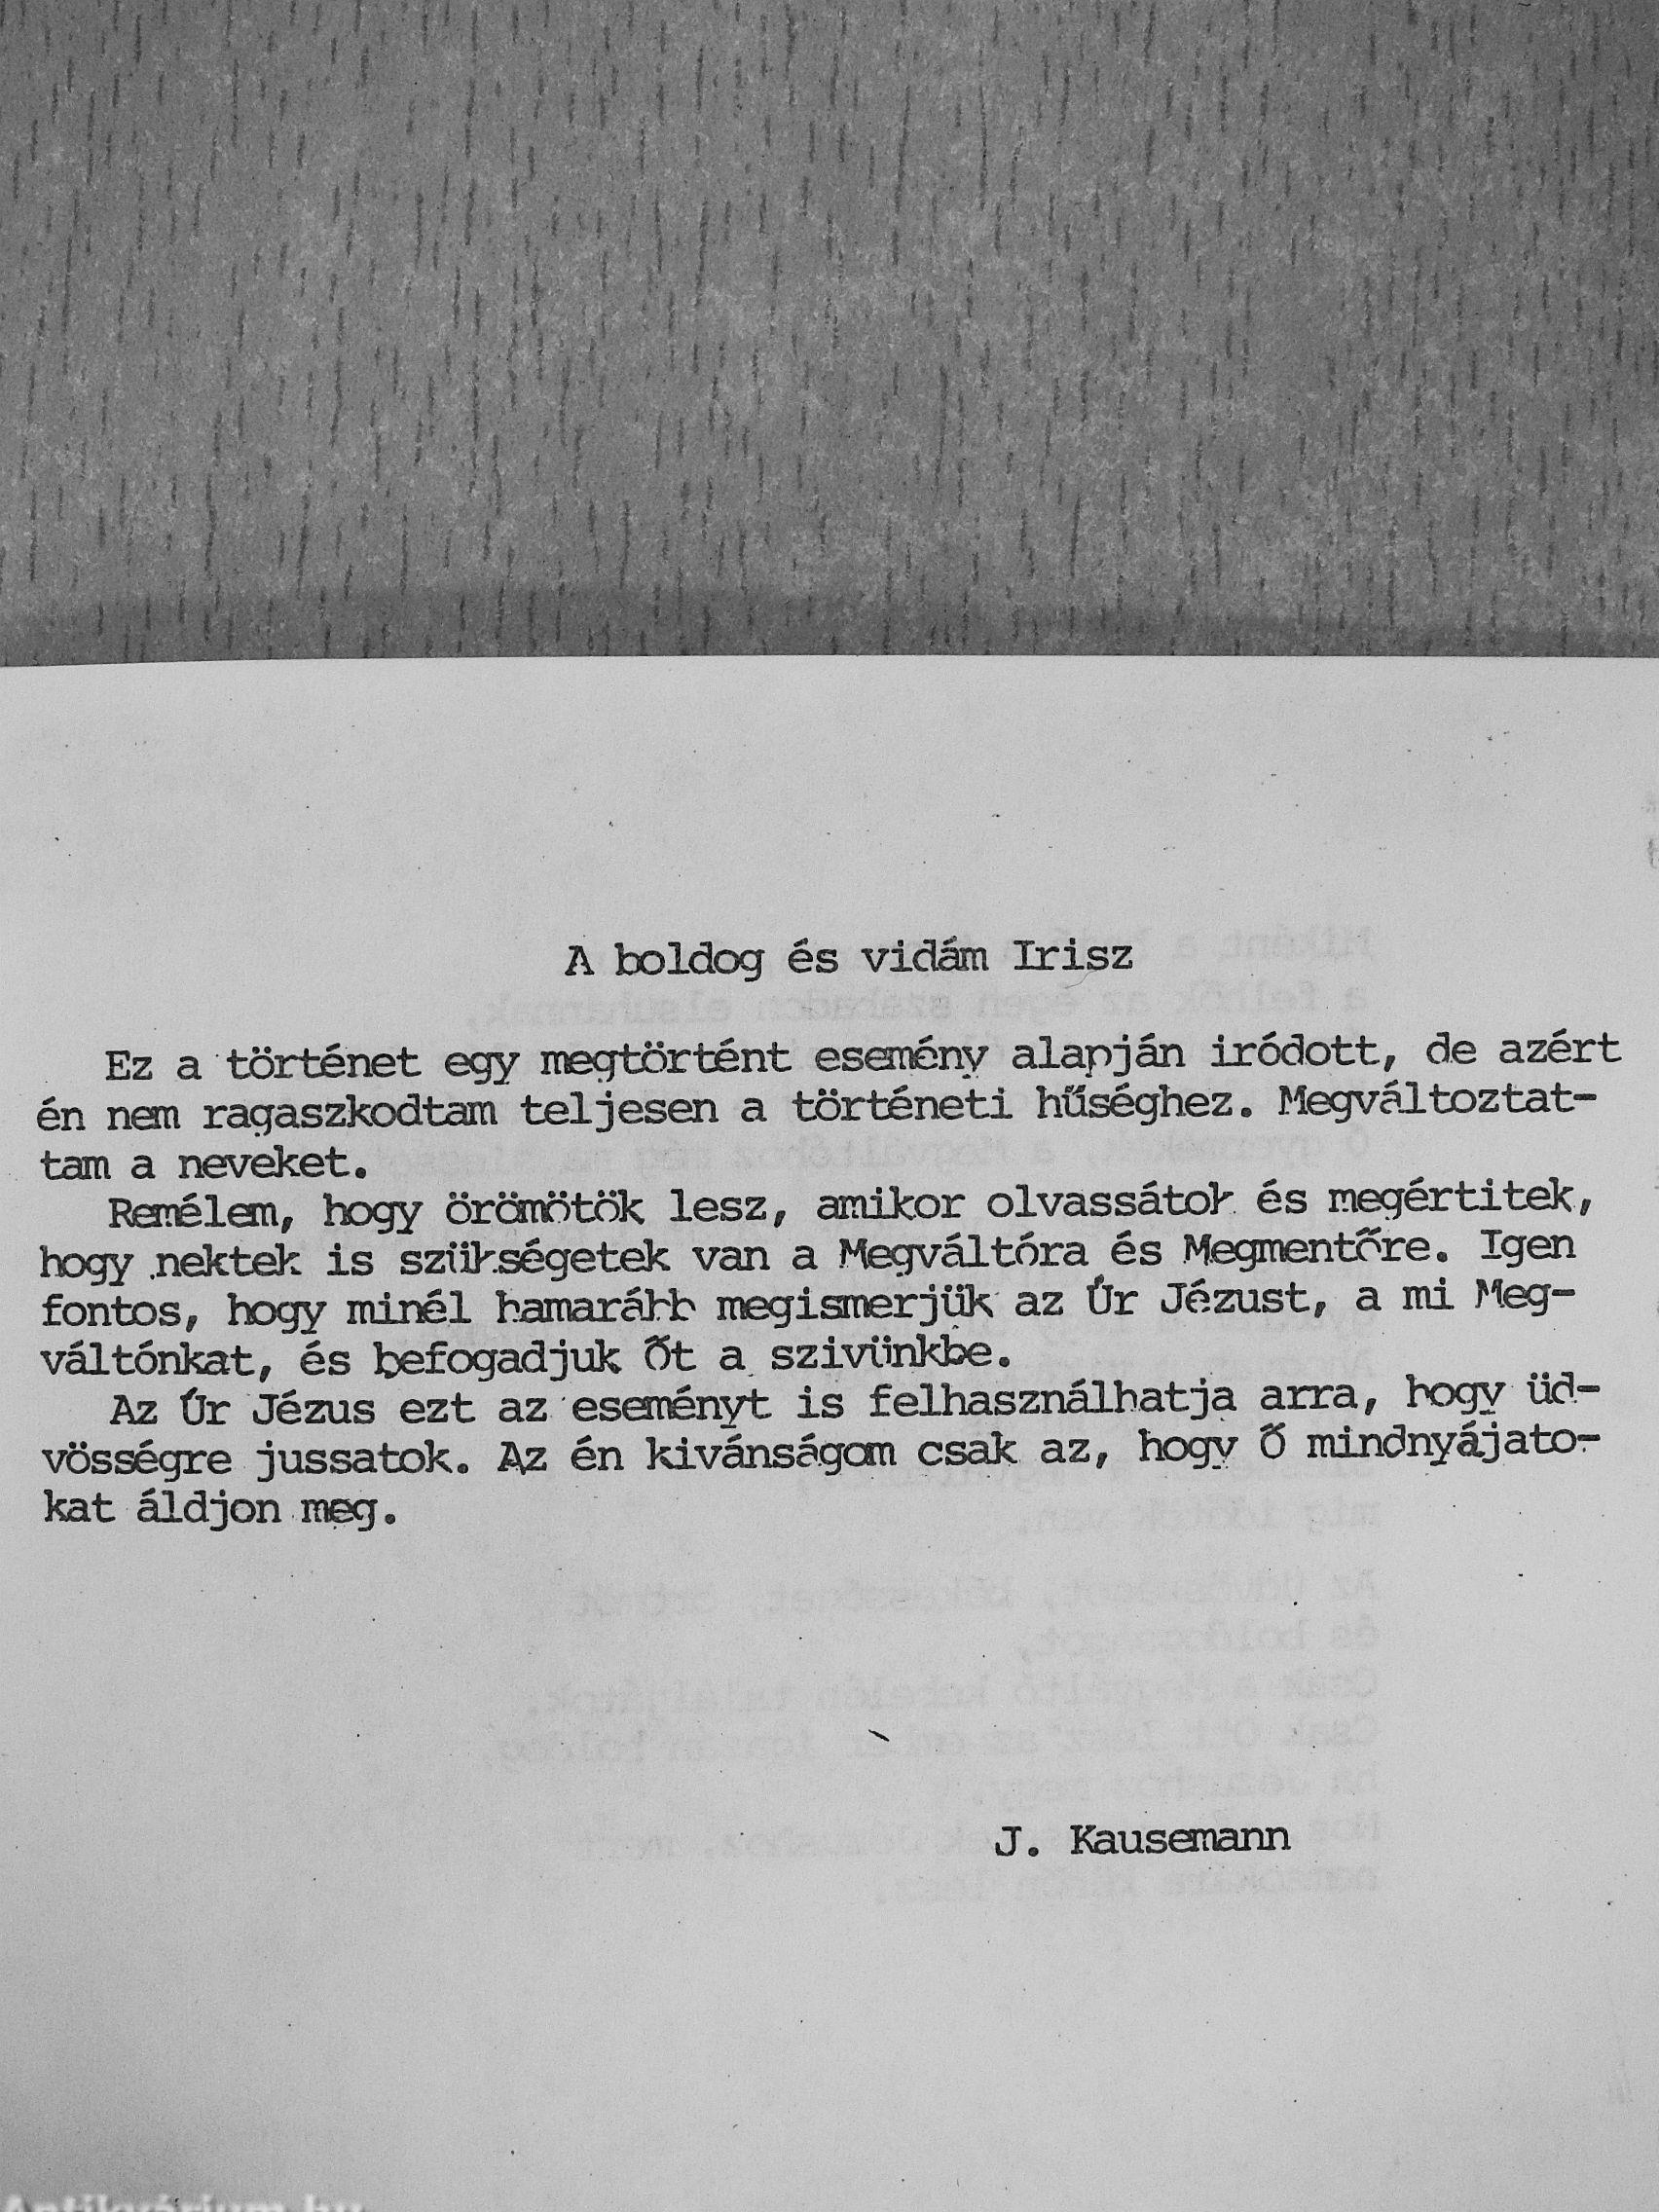 A boldog és vidám Irisz
Ez a történet egy megtörtént esemény alapján iródott, de azért
én nem ragaszkodtam teljesen a történeti hűséghez. Megváltoztat-
tam a neveket.
Remélem, hogy örömötök lesz, amikor olvassátok és megértitek,
hogy nektek is szükségetek van a Megváltóra és Megmentőre. Igen
fontos, hogy minél hamarább megismerjük az Úr Jézust, a mi Meg-
váltónkat, és befogadjuk Őt a szivünkbe.
Az Úr Jézus ezt az eseményt is felhasználhatja arra, hogy üd-
vösségre jussatok. Az én kivánságom csak az, hogy Ő mindnyájato-
kat áldjon meg.
J. Kausemann
Antikvárium.hu